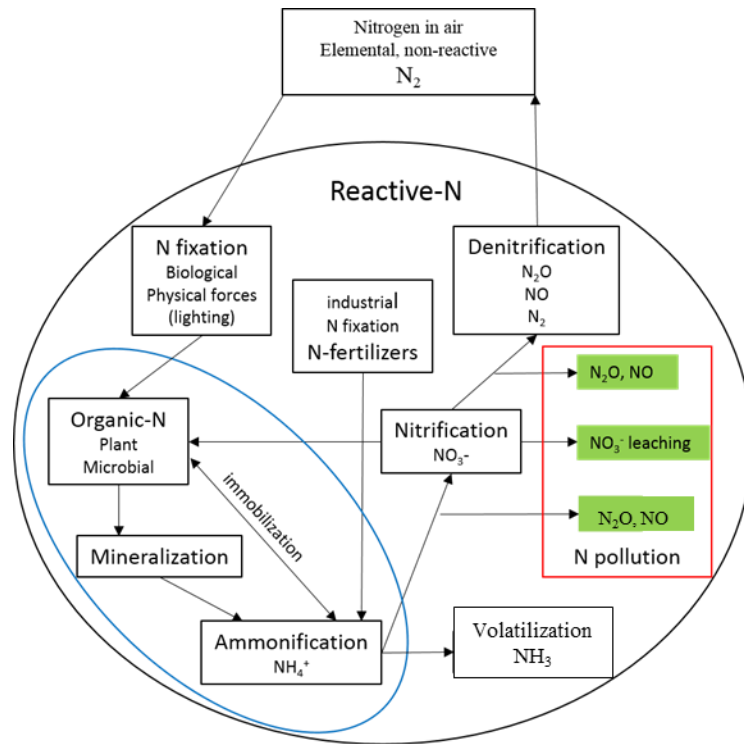 Nitrogen in air
Elemental, non-reactive
N₂
Reactive-N
N fixation
Biological
Physical forces
(lighting)
Denitrification
N₂O
NO
N₂
industrial
N fixation
N-fertilizers
N₂O, NO
Organic-N
Plant
Microbial
Nitrification
NO₃-
NO₃⁻ leaching
immobilization
N₂O, NO
N pollution
Mineralization
Ammonification
NH₄⁺
Volatilization
NH₃